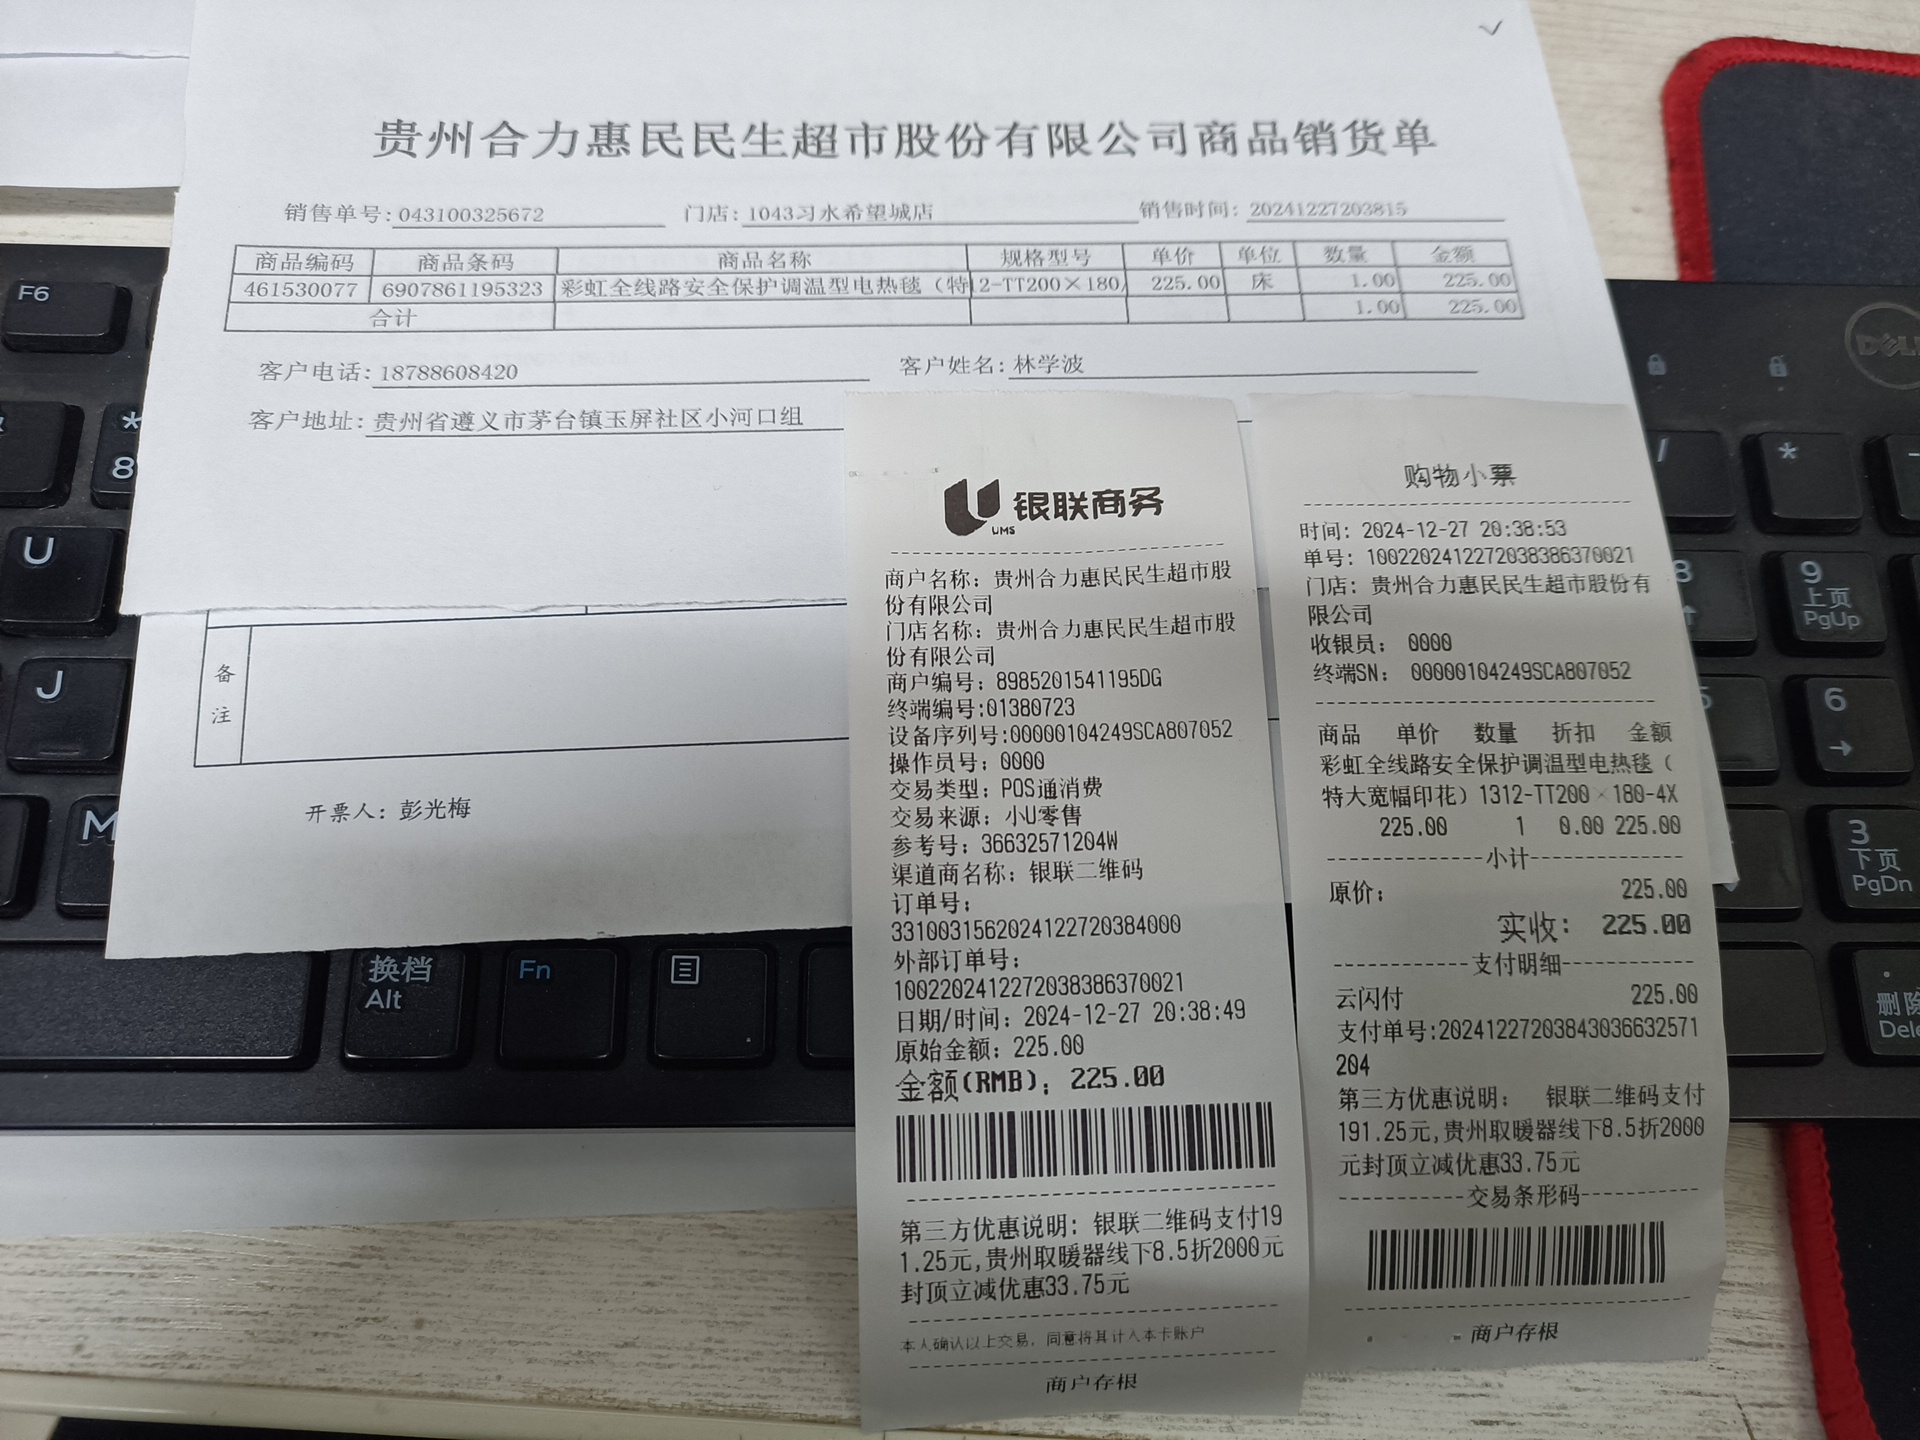 贵州合力惠民民生超市股份有限公司商品销货单
销售单号: 043100325672 门店: 1043习水希望城店 销售时间: 20241227203815
商品编码 商品条码 商品名称 规格型号 单价 单位 数量 金额
461530077 6907861195323 彩虹全线路安全保护调温型电热毯（特 2-TT200×180 225.00 床 1.00 225.00
合计 1.00 225.00
客户电话: 18788608420 客户姓名: 林学波
客户地址: 贵州省遵义市茅台镇玉屏社区小河口组
备
注
开票人: 彭光梅
银联商务
UMS
商户名称: 贵州合力惠民民生超市股
份有限公司
门店名称: 贵州合力惠民民生超市股
份有限公司
商户编号: 8985201541195DG
终端编号:01380723
设备序列号:00000104249SCA807052
操作员号: 0000
交易类型: POS通消费
交易来源: 小U零售
参考号: 36632571204W
渠道商名称: 银联二维码
订单号:
33100315620241227203840​00
外部订单号:
10022024122720383863​70021
日期/时间: 2024-12-27 20:38:49
原始金额: 225.00
金额(RMB): 225.00
第三方优惠说明: 银联二维码支付19
1.25元,贵州取暖器线下8.5折2000元
封顶立减优惠33.75元
本人确认以上交易, 同意将其计入本卡账户
商户存根
购物小票
时间: 2024-12-27 20:38:53
单号: 1002202412272038386370021
门店: 贵州合力惠民民生超市股份有
限公司
收银员: 0000
终端SN: 00000104249SCA807052
商品 单价 数量 折扣 金额
彩虹全线路安全保护调温型电热毯（
特大宽幅印花）1312-TT200×180-4X
225.00 1 0.00 225.00
小计
原价: 225.00
实收: 225.00
支付明细
云闪付 225.00
支付单号:20241227203843036632571
204
第三方优惠说明: 银联二维码支付
191.25元,贵州取暖器线下8.5折2000
元封顶立减优惠33.75元
交易条形码
商户存根
F6
*
8
U
J
M
换档
Alt
Fn
DELL
/
*
8
9
上页
PgUp
5
6
3
下页
PgDn
.
删除